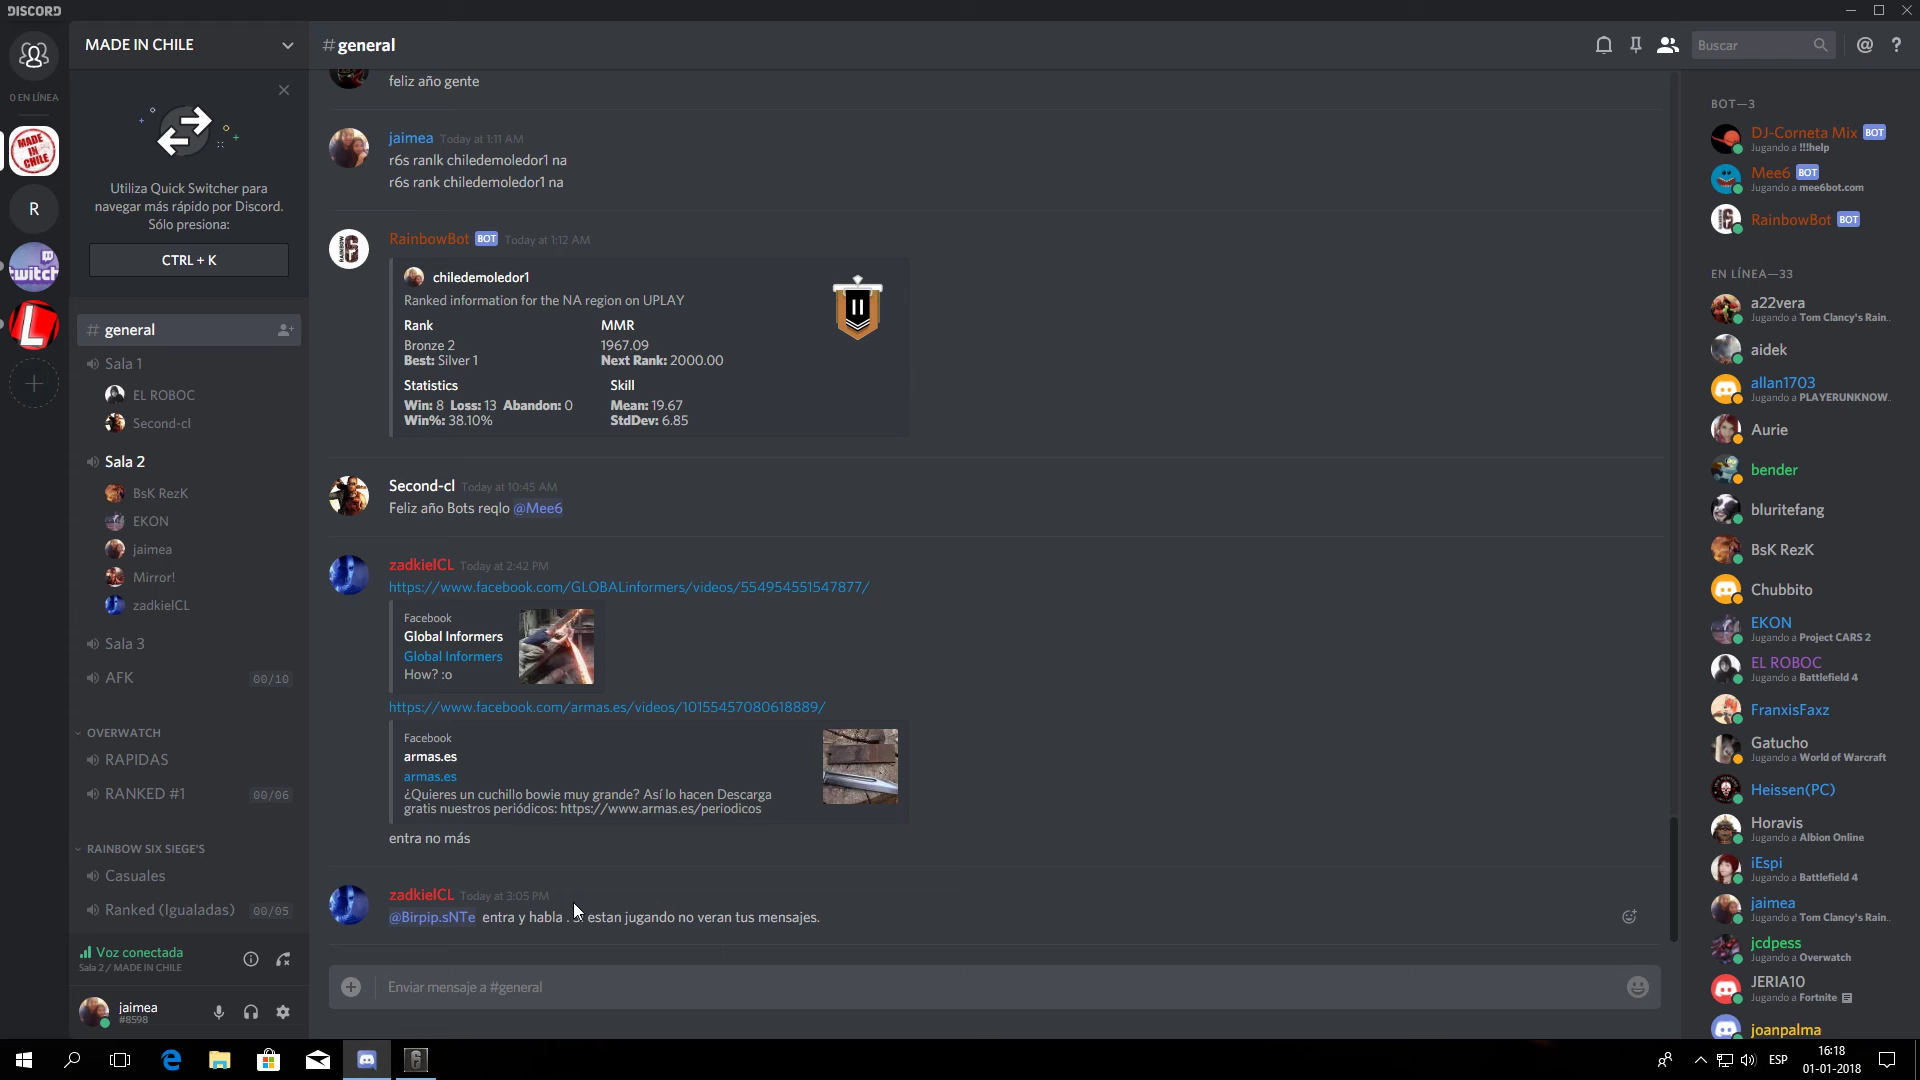 DISCORD
MADE IN CHILE
# general
Buscar
0 EN LÍNEA
MADE IN CHILE
R
twitch
L
Utiliza Quick Switcher para
navegar más rápido por Discord.
Sólo presiona:
CTRL + K
# general
Sala 1
EL ROBOC
Second-cl
Sala 2
BsK RezK
EKON
jaimea
Mirror!
zadkielCL
Sala 3
AFK 00/10
OVERWATCH
RAPIDAS
RANKED #1 00/06
RAINBOW SIX SIEGE'S
Casuales
Ranked (Igualadas) 00/05
Voz conectada
Sala 2 / MADE IN CHILE
jaimea
#8598
feliz año gente
jaimea Today at 1:11 AM
r6s ranlk chiledemoledor1 na
r6s rank chiledemoledor1 na
RainbowBot BOT Today at 1:12 AM
chiledemoledor1
Ranked information for the NA region on UPLAY
Rank MMR
Bronze 2 1967.09
Best: Silver 1 Next Rank: 2000.00
Statistics Skill
Win: 8 Loss: 13 Abandon: 0 Mean: 19.67
Win%: 38.10% StdDev: 6.85
II
Second-cl Today at 10:45 AM
Feliz año Bots reqlo @Mee6
zadkielCL Today at 2:42 PM
https://www.facebook.com/GLOBALinformers/videos/554954551547877/
Facebook
Global Informers
Global Informers
How? :o
https://www.facebook.com/armas.es/videos/10155457080618889/
Facebook
armas.es
armas.es
¿Quieres un cuchillo bowie muy grande? Así lo hacen Descarga
gratis nuestros periódicos: https://www.armas.es/periodicos
entra no más
zadkielCL Today at 3:05 PM
@Birpip.sNTe entra y habla . estan jugando no veran tus mensajes.
Enviar mensaje a #general
BOT—3
DJ-Corneta Mix BOT
Jugando a !!!help
Mee6 BOT
Jugando a mee6bot.com
RainbowBot BOT
EN LÍNEA—33
a22vera
Jugando a Tom Clancy's Rain..
aidek
allan1703
Jugando a PLAYERUNKNOW..
Aurie
bender
bluritefang
BsK RezK
Chubbito
EKON
Jugando a Project CARS 2
EL ROBOC
Jugando a Battlefield 4
FranxisFaxz
Gatucho
Jugando a World of Warcraft
Heissen(PC)
Horavis
Jugando a Albion Online
iEspi
Jugando a Battlefield 4
jaimea
Jugando a Tom Clancy's Rain..
jcdpess
Jugando a Overwatch
JERIA10
Jugando a Fortnite
joanpalma
ESP
16:18
01-01-2018